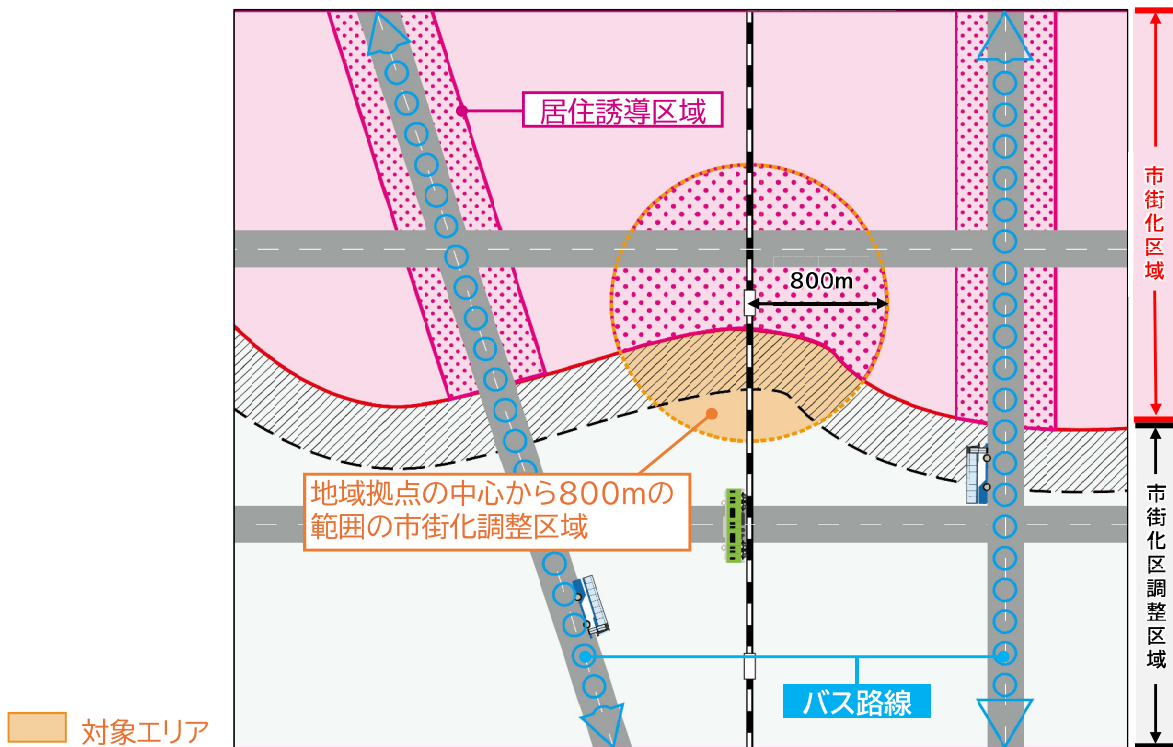 居住誘導区域
市街化区域
800m
地域拠点の中心から800mの
範囲の市街化調整区域
市街化区調整区域
バス路線
対象エリア